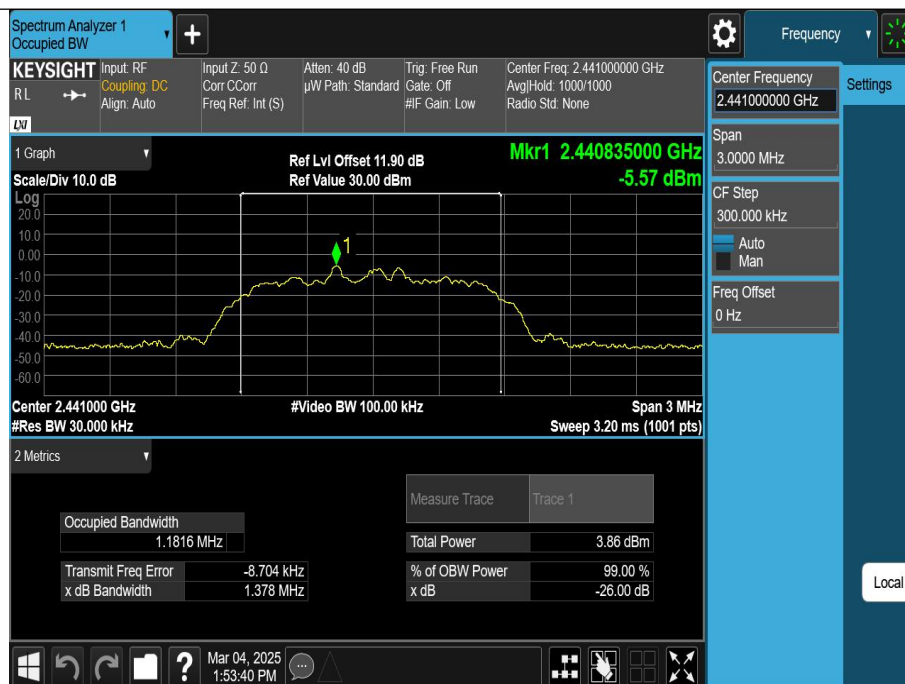 Spectrum Analyzer 1
Occupied BW
Frequency
KEYSIGHT
RL
LXI
Input: RF
Coupling: DC
Align: Auto
Input Z: 50 Ω
Corr CCorr
Freq Ref: Int (S)
Atten: 40 dB
µW Path: Standard
Trig: Free Run
Gate: Off
#IF Gain: Low
Center Freq: 2.441000000 GHz
Avg|Hold: 1000/1000
Radio Std: None
Center Frequency
2.441000000 GHz
Settings
Span
3.0000 MHz
CF Step
300.000 kHz
Auto
Man
Freq Offset
0 Hz
Local
1 Graph
Scale/Div 10.0 dB
Ref Lvl Offset 11.90 dB
Ref Value 30.00 dBm
Mkr1 2.440835000 GHz
-5.57 dBm
Log
20.0
10.0
0.00
-10.0
-20.0
-30.0
-40.0
-50.0
-60.0
1
Center 2.441000 GHz
#Res BW 30.000 kHz
#Video BW 100.00 kHz
Span 3 MHz
Sweep 3.20 ms (1001 pts)
2 Metrics
Measure Trace Trace 1
Occupied Bandwidth
1.1816 MHz
Total Power 3.86 dBm
Transmit Freq Error -8.704 kHz
% of OBW Power 99.00 %
x dB Bandwidth 1.378 MHz
x dB -26.00 dB
Mar 04, 2025
1:53:40 PM